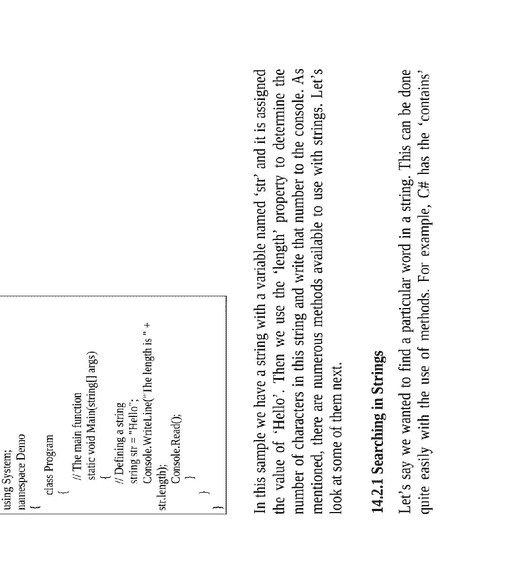 using System;
namespace Demo
{
class Program
{
// The main function
static void Main(string[] args)
{
// Defining a string
string str = "Hello";
Console.WriteLine("The length is " +
str.length);
Console.Read();
}
}
}
In this sample we have a string with a variable named ‘str’ and it is assigned
the value of ‘Hello’. Then we use the ‘length’ property to determine the
number of characters in this string and write that number to the console. As
mentioned, there are numerous methods available to use with strings. Let’s
look at some of them next.
14.2.1 Searching in Strings
Let’s say we wanted to find a particular word in a string. This can be done
quite easily with the use of methods. For example, C# has the ‘contains’